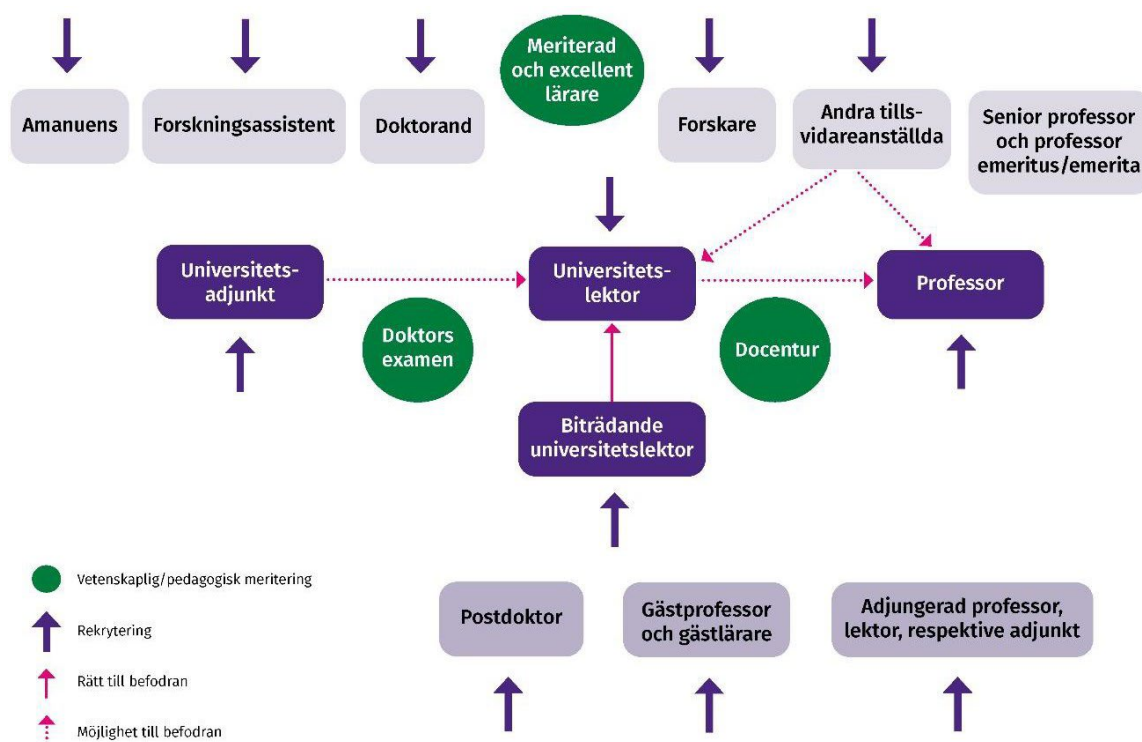 Meriterad
och excellent
lärare
Amanuens
Forskningsassistent
Doktorand
Forskare
Andra tills-
vidareanställda
Senior professor
och professor
emeritus/emerita
Universitets-
adjunkt
Universitets-
lektor
Professor
Doktors
examen
Docentur
Biträdande
universitetslektor
Vetenskaplig/pedagogisk meritering
Rekrytering
Rätt till befodran
Möjlighet till befodran
Postdoktor
Gästprofessor
och gästlärare
Adjungerad professor,
lektor, respektive adjunkt